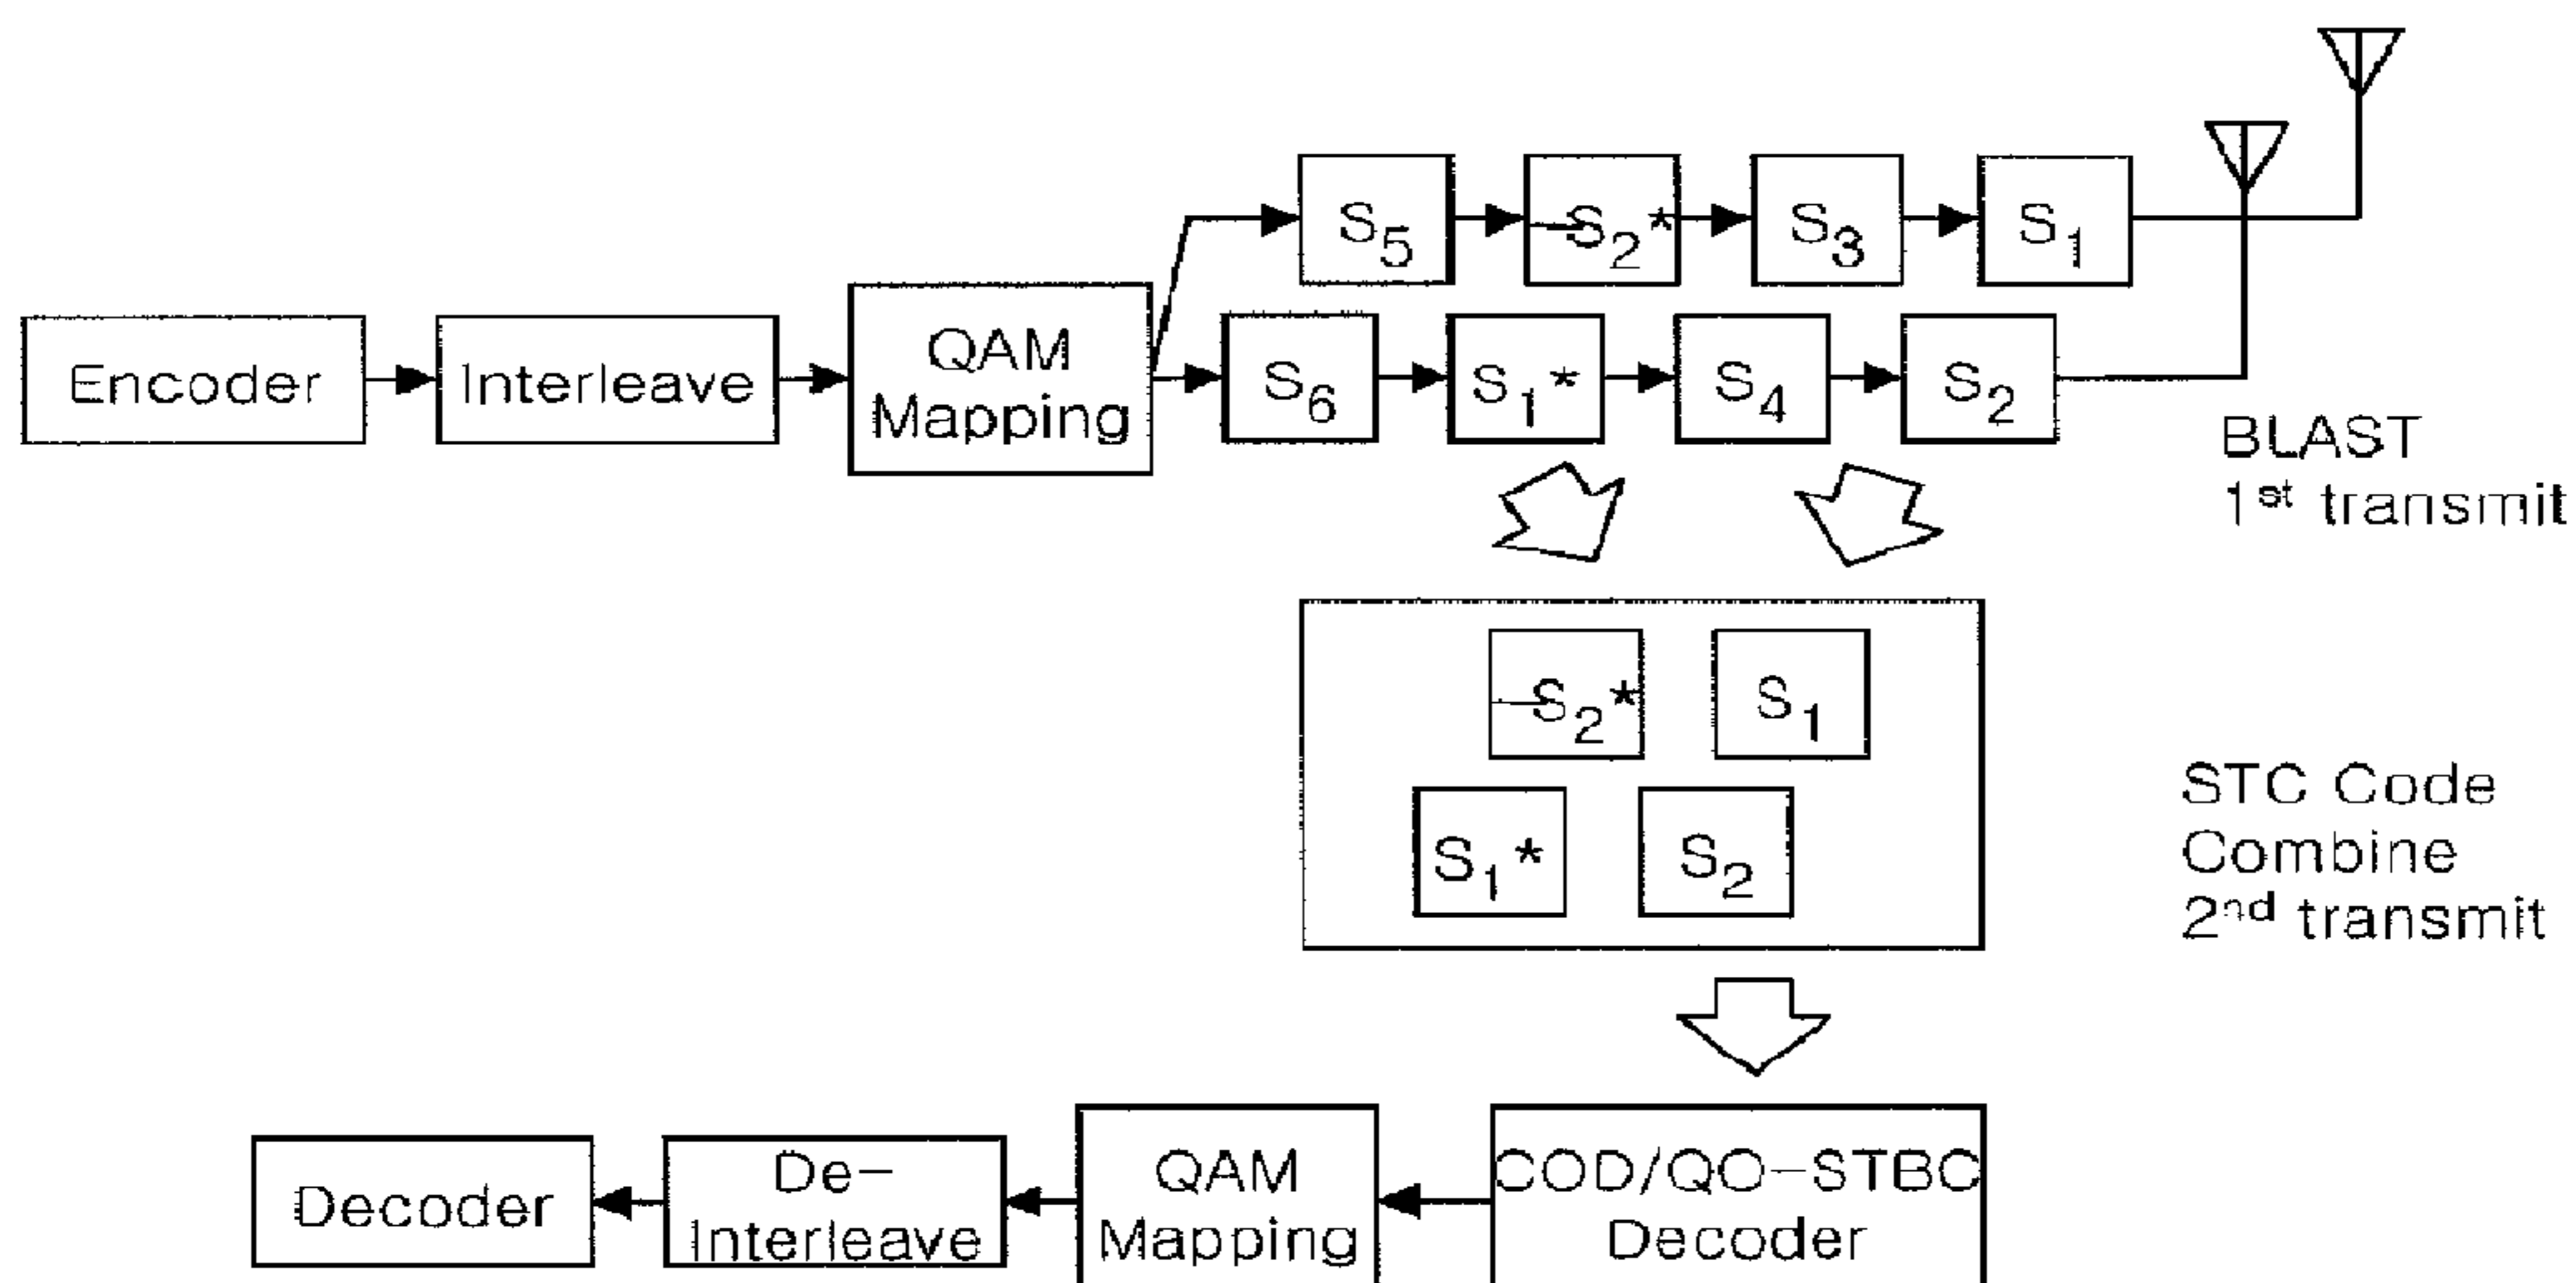 S5 -S2* S3 S1
Encoder Interleave QAM Mapping S6 S1* S4 S2
BLAST
1st transmit
-S2* S1
S1* S2
STC Code
Combine
2nd transmit
Decoder
De-
Interleave
QAM
Mapping
COD/QO-STBC
Decoder